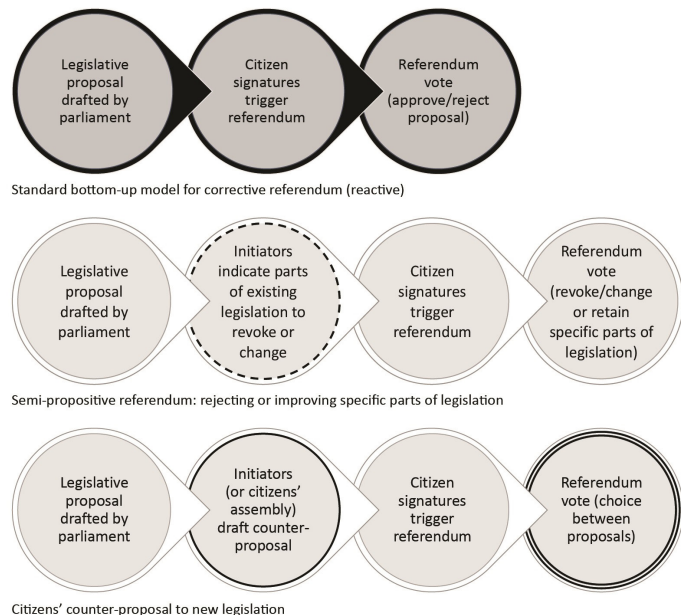 Legislative
proposal
drafted by
parliament
Citizen
signatures
trigger
referendum
Referendum
vote
(approve/reject
proposal)
Standard bottom-up model for corrective referendum (reactive)
Legislative
proposal
drafted by
parliament
Initiators
indicate parts
of existing
legislation to
revoke or
change
Citizen
signatures
trigger
referendum
Referendum
vote
(revoke/change
or retain
specific parts of
legislation)
Semi-propositive referendum: rejecting or improving specific parts of legislation
Legislative
proposal
drafted by
parliament
Initiators
(or citizens'
assembly)
draft counter-
proposal
Citizen
signatures
trigger
referendum
Referendum
vote (choice
between
proposals)
Citizens' counter-proposal to new legislation